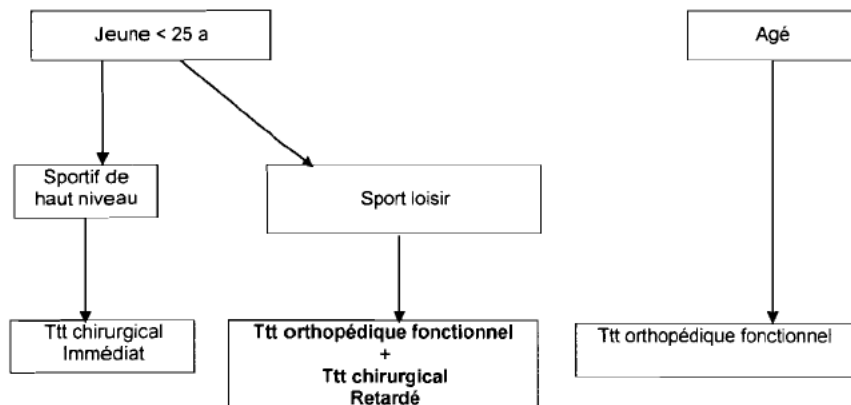 Jeune < 25 a
Agé
Sportif de
haut niveau
Sport loisir
Ttt chirurgical
Immédiat
Ttt orthopédique fonctionnel
+
Ttt chirurgical
Retardé
Ttt orthopédique fonctionnel